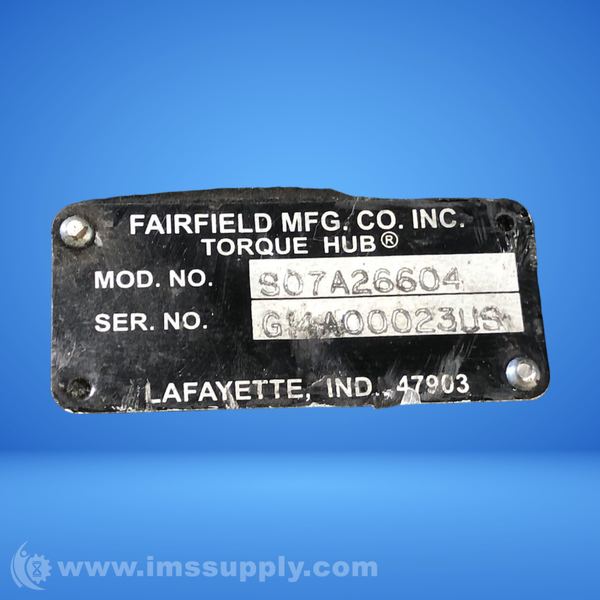 FAIRFIELD MFG. CO. INC.
TORQUE HUB®
MOD. NO. S07A26604
SER. NO.
LAFAYETTE, IND. 47903
www.imssupply.com